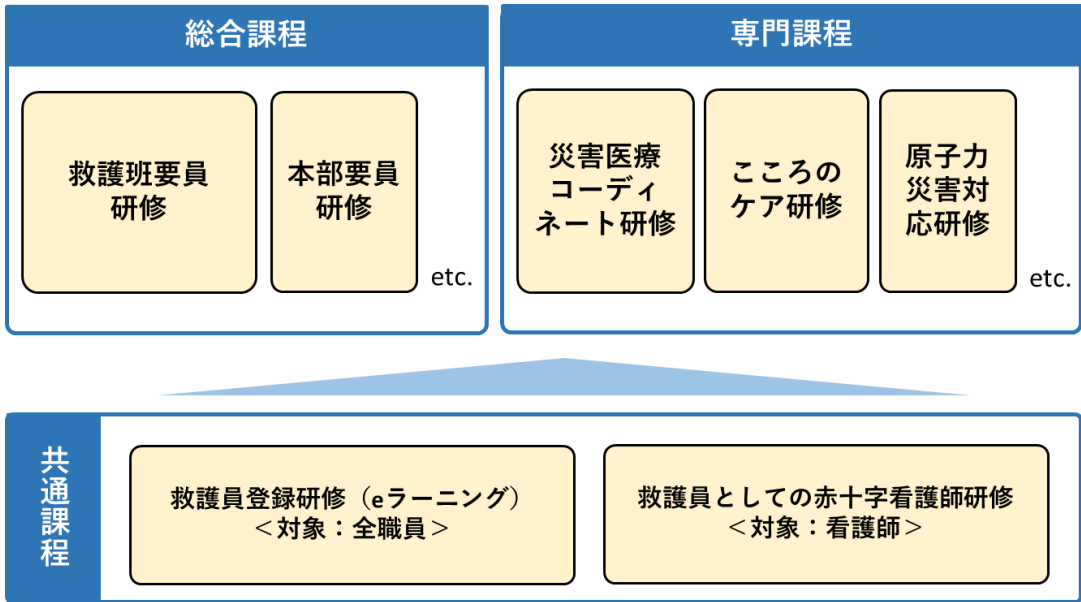 総合課程
救護班要員
研修
本部要員
研修
etc.
専門課程
災害医療
コーディ
ネート研修
こころの
ケア研修
原子力
災害対
応研修
etc.
共通課程
救護員登録研修（eラーニング）
＜対象：全職員＞
救護員としての赤十字看護師研修
＜対象：看護師＞